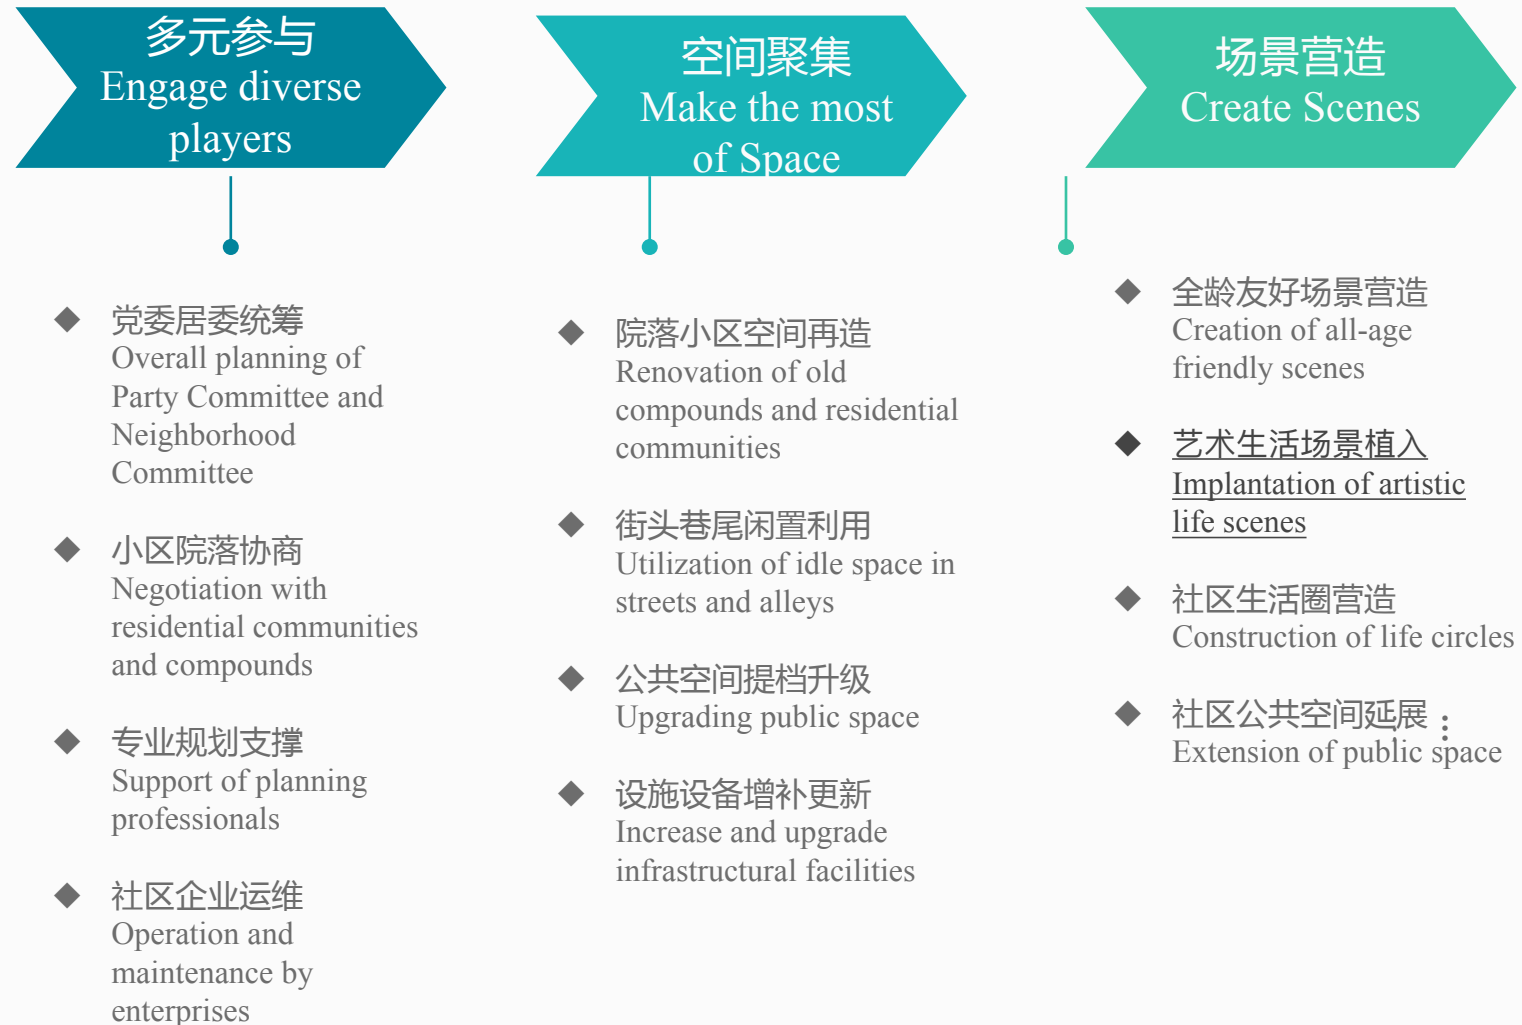 多元参与
Engage diverse
players
党委居委统筹
Overall planning of
Party Committee and
Neighborhood
Committee
小区院落协商
Negotiation with
residential communities
and compounds
专业规划支撑
Support of planning
professionals
社区企业运维
Operation and
maintenance by
enterprises
空间聚集
Make the most
of Space
院落小区空间再造
Renovation of old
compounds and residential
communities
街头巷尾闲置利用
Utilization of idle space in
streets and alleys
公共空间提档升级
Upgrading public space
设施设备增补更新
Increase and upgrade
infrastructural facilities
场景营造
Create Scenes
全龄友好场景营造
Creation of all-age
friendly scenes
艺术生活场景植入
Implantation of artistic
life scenes
社区生活圈营造
Construction of life circles
社区公共空间延展
Extension of public space